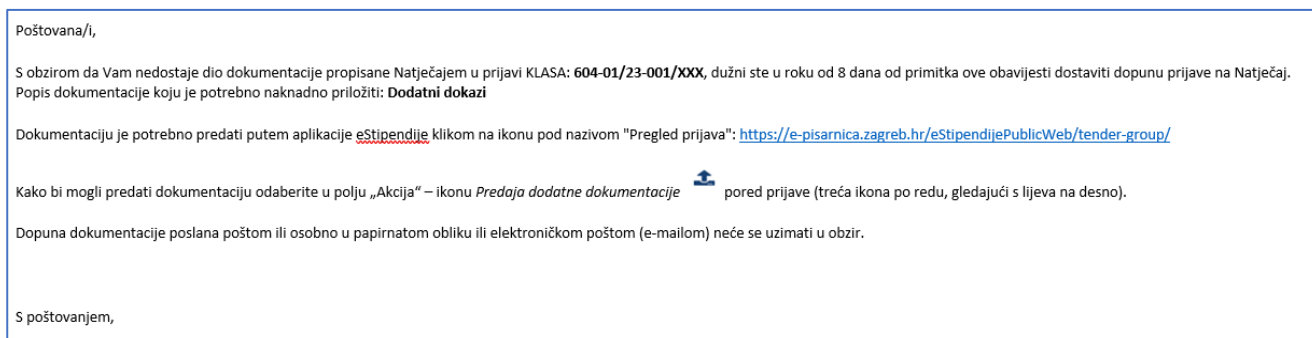 Poštovana/i,
S obzirom da Vam nedostaje dio dokumentacije propisane Natječajem u prijavi KLASA: 604-01/23-001/XXX, dužni ste u roku od 8 dana od primitka ove obavijesti dostaviti dopunu prijave na Natječaj.
Popis dokumentacije koju je potrebno naknadno priložiti: Dodatni dokazi
Dokumentaciju je potrebno predati putem aplikacije eStipendije klikom na ikonu pod nazivom "Pregled prijava": https://e-pisarnica.zagreb.hr/eStipendijePublicWeb/tender-group/
Kako bi mogli predati dokumentaciju odaberite u polju „Akcija“ – ikonu Predaja dodatne dokumentacije pored prijave (treća ikona po redu, gledajući s lijeva na desno).
Dopuna dokumentacije poslana poštom ili osobno u papirnatom obliku ili elektroničkom poštom (e-mailom) neće se uzimati u obzir.
S poštovanjem,